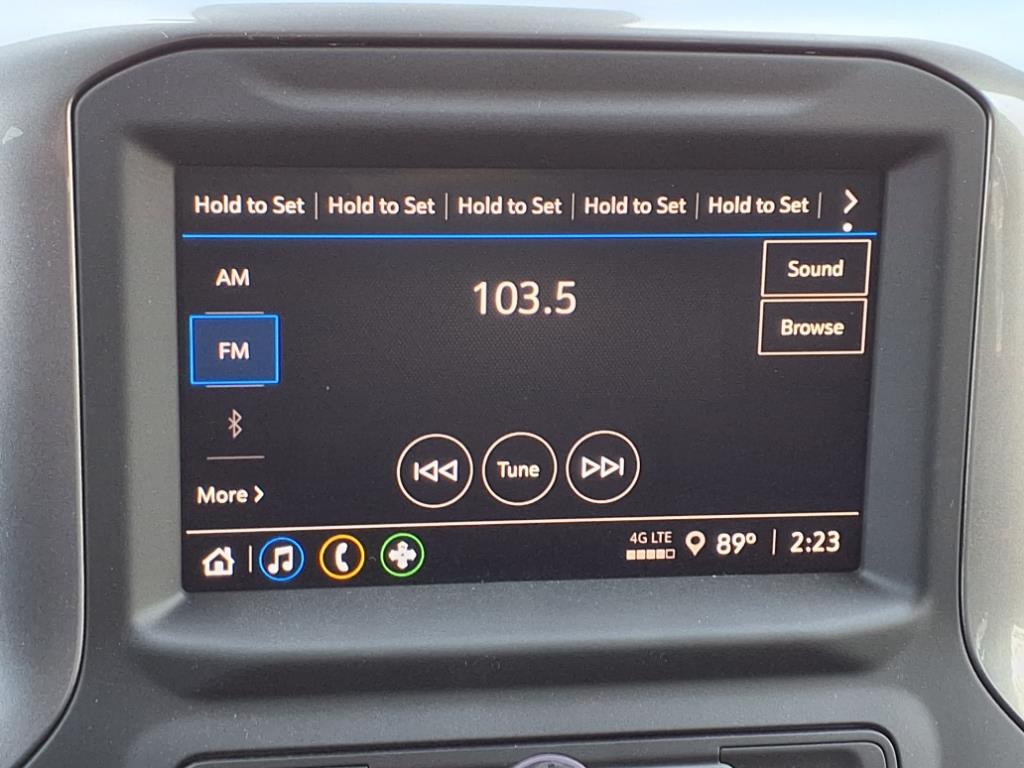 Hold to Set | Hold to Set | Hold to Set | Hold to Set | Hold to Set |
AM
103.5
Sound
Browse
FM
Tune
More >
4G LTE
89° | 2:23